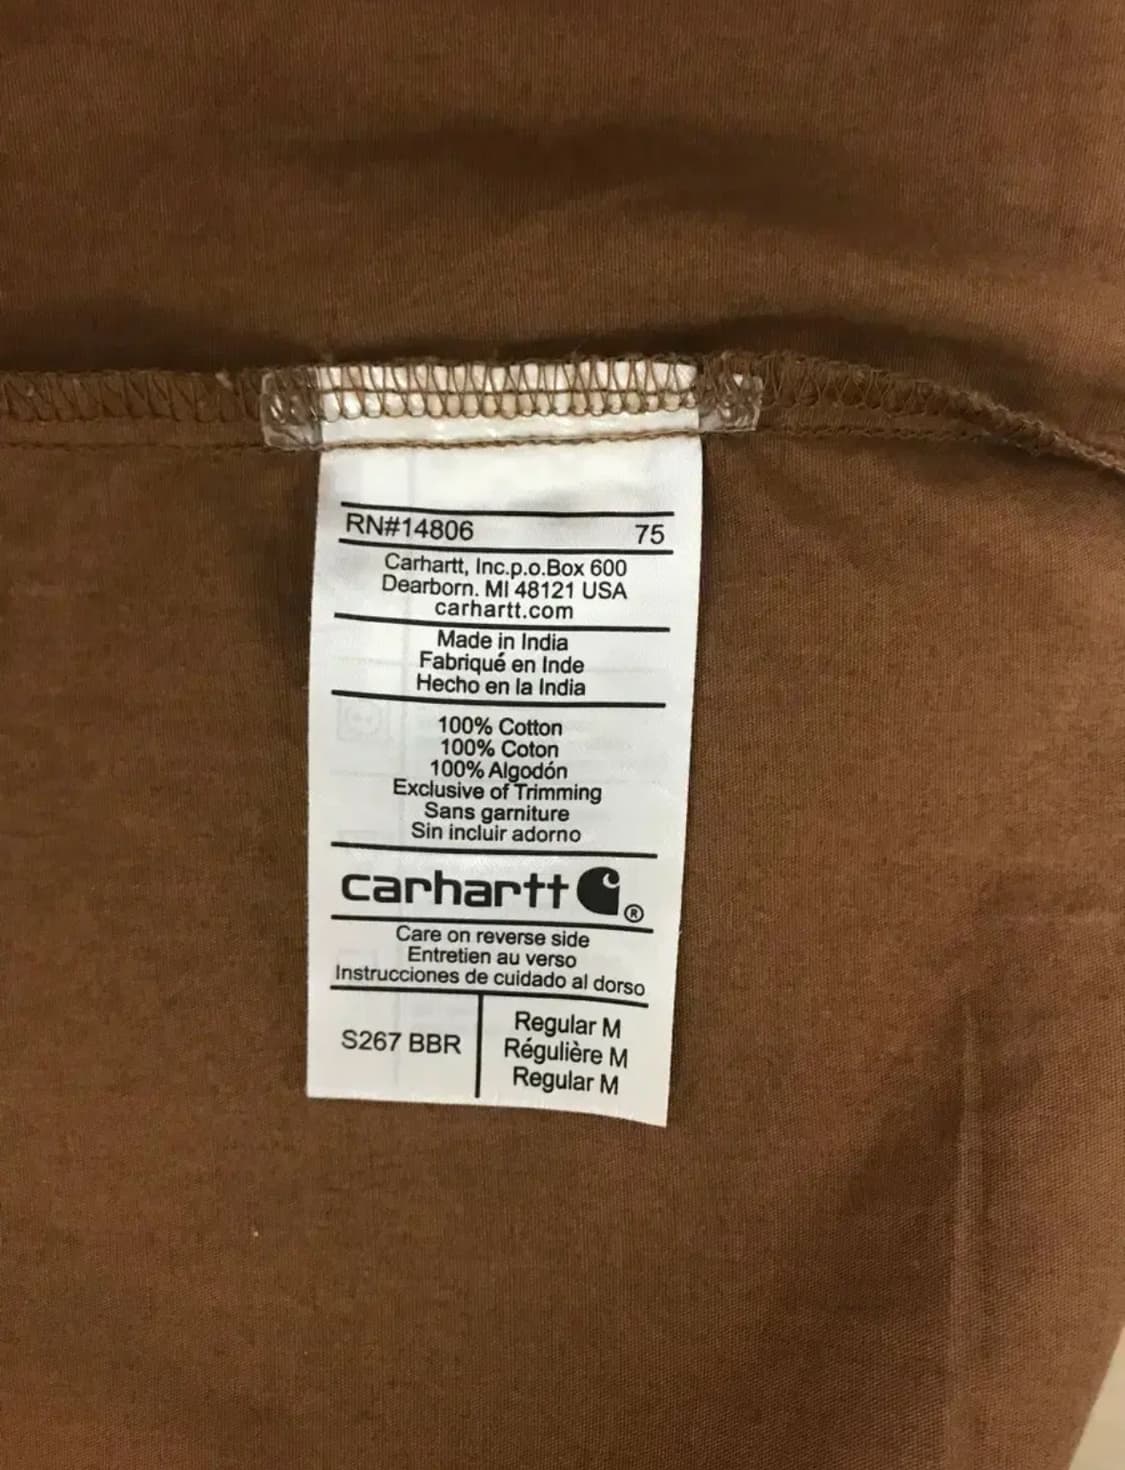 RN#14806 75
Carhartt, Inc.p.o.Box 600
Dearborn. MI 48121 USA
carhartt.com
Made in India
Fabriqué en Inde
Hecho en la India
100% Cotton
100% Coton
100% Algodón
Exclusive of Trimming
Sans garniture
Sin incluir adorno
carhartt ®
Care on reverse side
Entretien au verso
Instrucciones de cuidado al dorso
S267 BBR
Regular M
Régulière M
Regular M